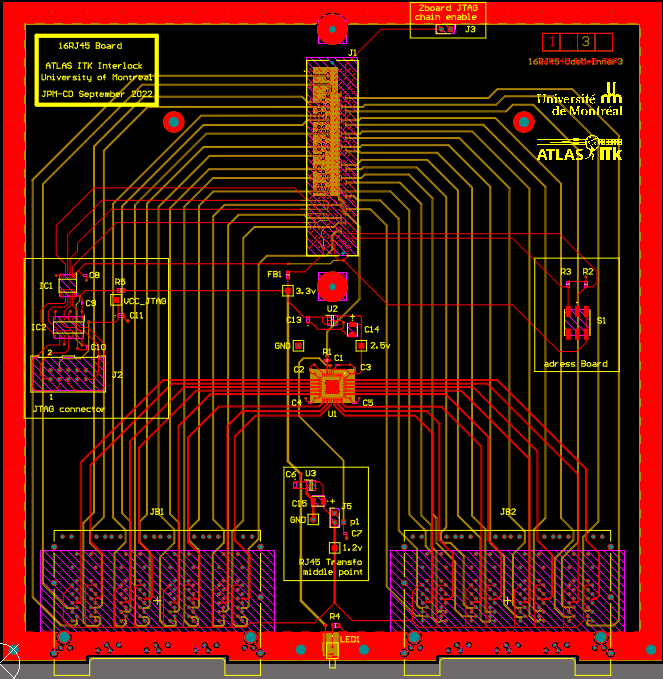 Zboard JTAG
chain enable
J3
16RJ45 Board
ATLAS ITK Interlock
University of Montreal
JPM-CD September 2022
J1
1 3
Université
de Montréal
ATLAS ITk
IC1
C8
R5
C9
VCC_JTAG
C11
IC2
C10
2
J2
1
JTAG connector
FB1
3.3v
U2
C13
C14
GND
2.5v
R1
C1
C2
C3
C4
C5
U1
R3 R2
S1
adress Board
C6
U3
C15
J5
GND
p1
C7
1.2v
RJ45 Transfo
middle point
JB1
JB2
R4
LED1